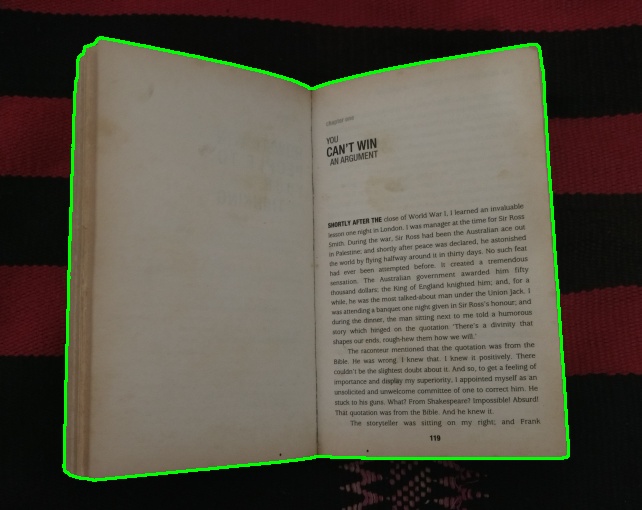 chapter one
YOU
CAN'T WIN
AN ARGUMENT
SHORTLY AFTER THE close of World War I, I learned an invaluable
lesson one night in London. I was manager at the time for Sir Ross
Smith. During the war, Sir Ross had been the Australian ace out
in Palestine; and shortly after peace was declared, he astonished
the world by flying halfway around it in thirty days. No such feat
had ever been attempted before. It created a tremendous
sensation. The Australian government awarded him fifty
thousand dollars; the King of England knighted him; and, for a
while, he was the most talked-about man under the Union Jack. I
was attending a banquet one night given in Sir Ross's honour; and
during the dinner, the man sitting next to me told a humorous
story which hinged on the quotation 'There's a divinity that
shapes our ends, rough-hew them how we will.'
The raconteur mentioned that the quotation was from the
Bible. He was wrong. I knew that. I knew it positively. There
couldn't be the slightest doubt about it. And so, to get a feeling of
importance and display my superiority, I appointed myself as an
unsolicited and unwelcome committee of one to correct him. He
stuck to his guns. What? From Shakespeare? Impossible! Absurd!
That quotation was from the Bible. And he knew it.
The storyteller was sitting on my right; and Frank
119